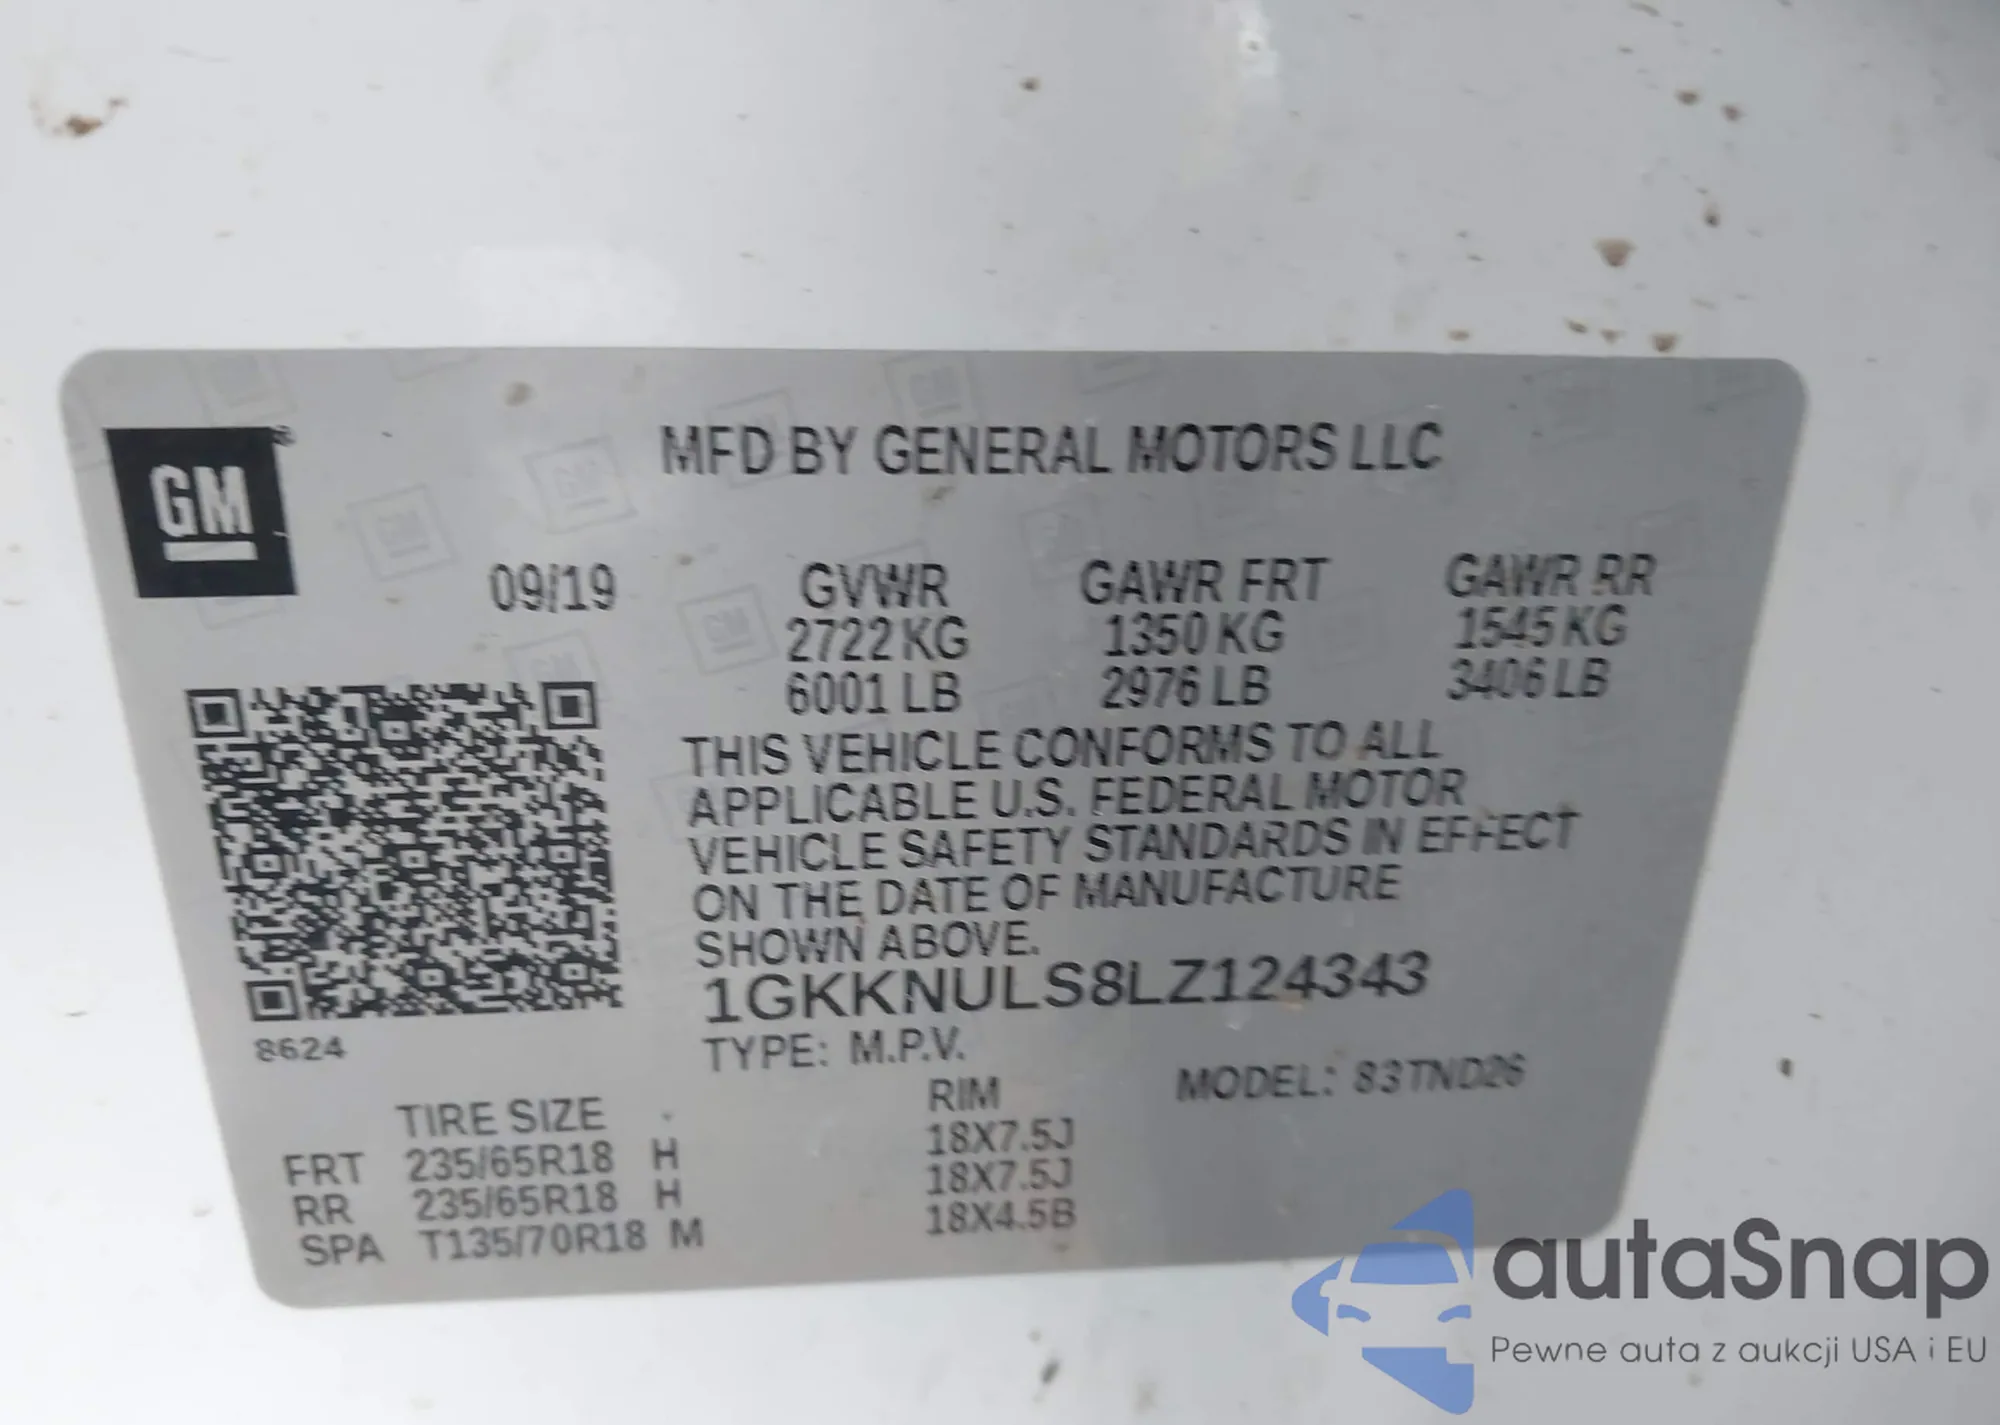 GM
MFD BY GENERAL MOTORS LLC
09/19
GVWR GAWR FRT GAWR RR
2722 KG 1350 KG 1545 KG
6001 LB 2976 LB 3406 LB
THIS VEHICLE CONFORMS TO ALL
APPLICABLE U.S. FEDERAL MOTOR
VEHICLE SAFETY STANDARDS IN EFFECT
ON THE DATE OF MANUFACTURE
SHOWN ABOVE.
1GKKNULS8LZ124343
8624
TYPE: M.P.V.
MODEL: 83TND26
TIRE SIZE RIM
FRT 235/65R18 H 18X7.5J
RR 235/65R18 H 18X7.5J
SPA T135/70R18 M 18X4.5B
autaSnap
Pewne auta z aukcji USA i EU